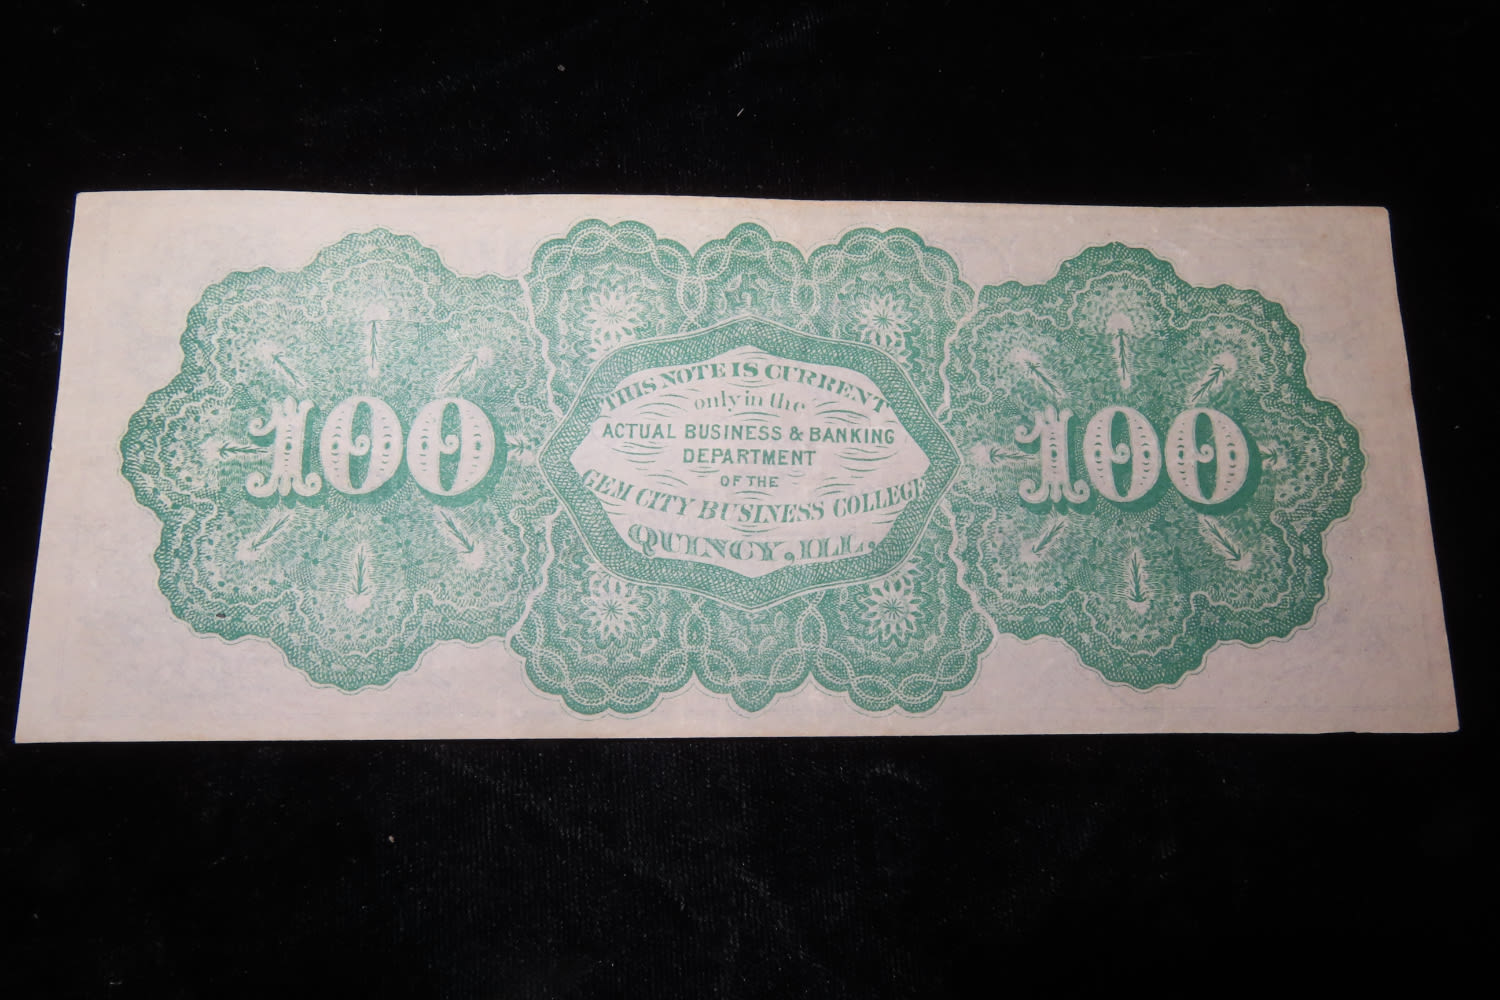 100
THIS NOTE IS CURRENT
only in the
ACTUAL BUSINESS & BANKING
DEPARTMENT
OF THE
GEM CITY BUSINESS COLLEGE
QUINCY, ILL.
100